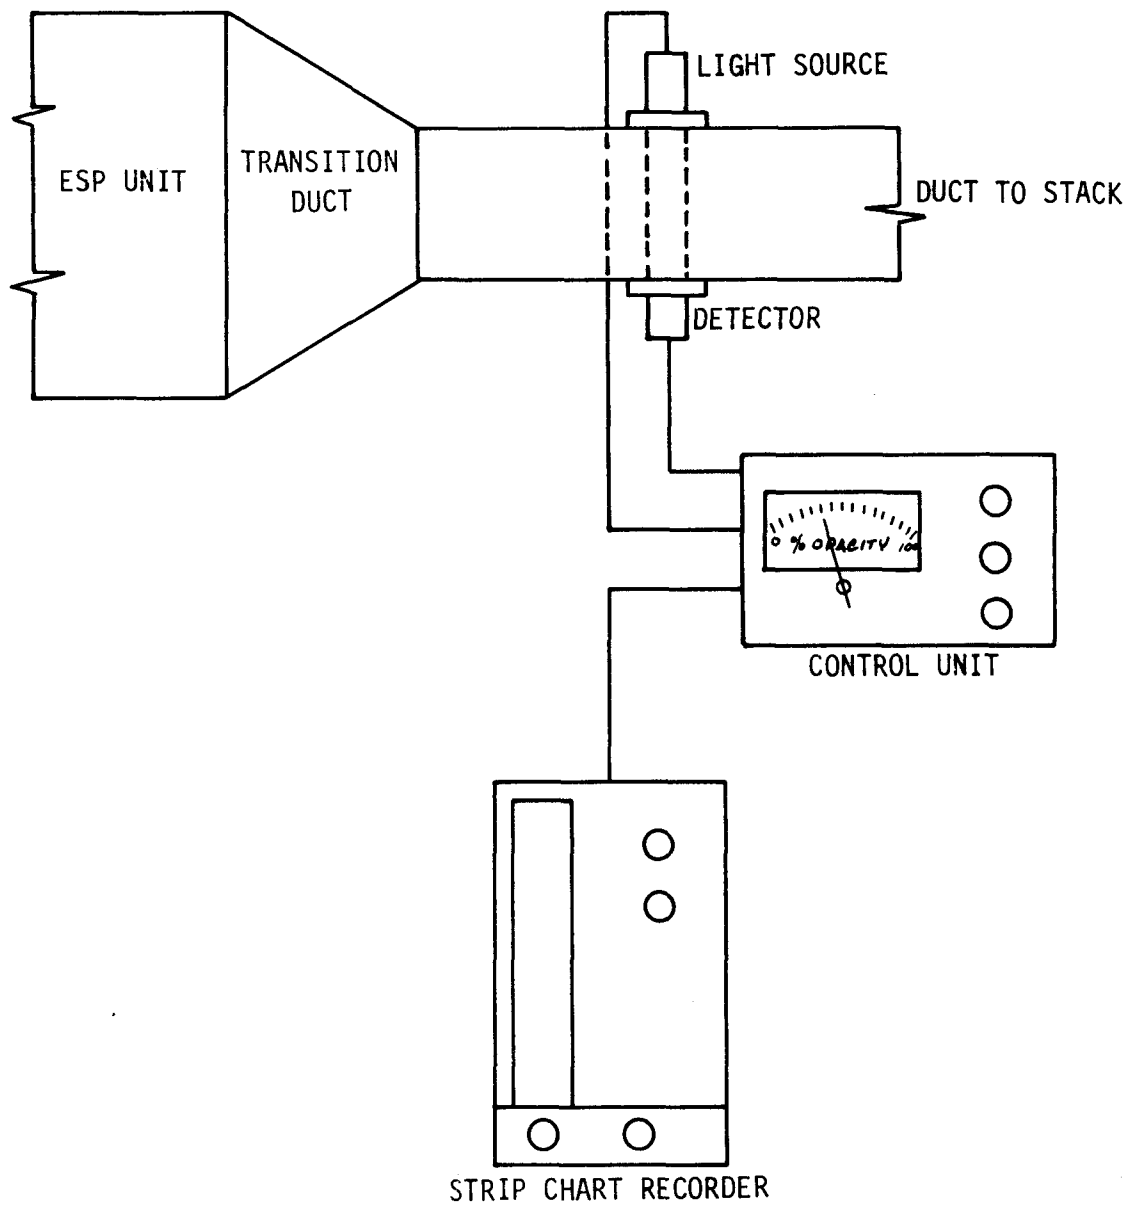 LIGHT SOURCE
ESP UNIT
TRANSITION
DUCT
DUCT TO STACK
DETECTOR
0 % OPACITY 100
CONTROL UNIT
STRIP CHART RECORDER